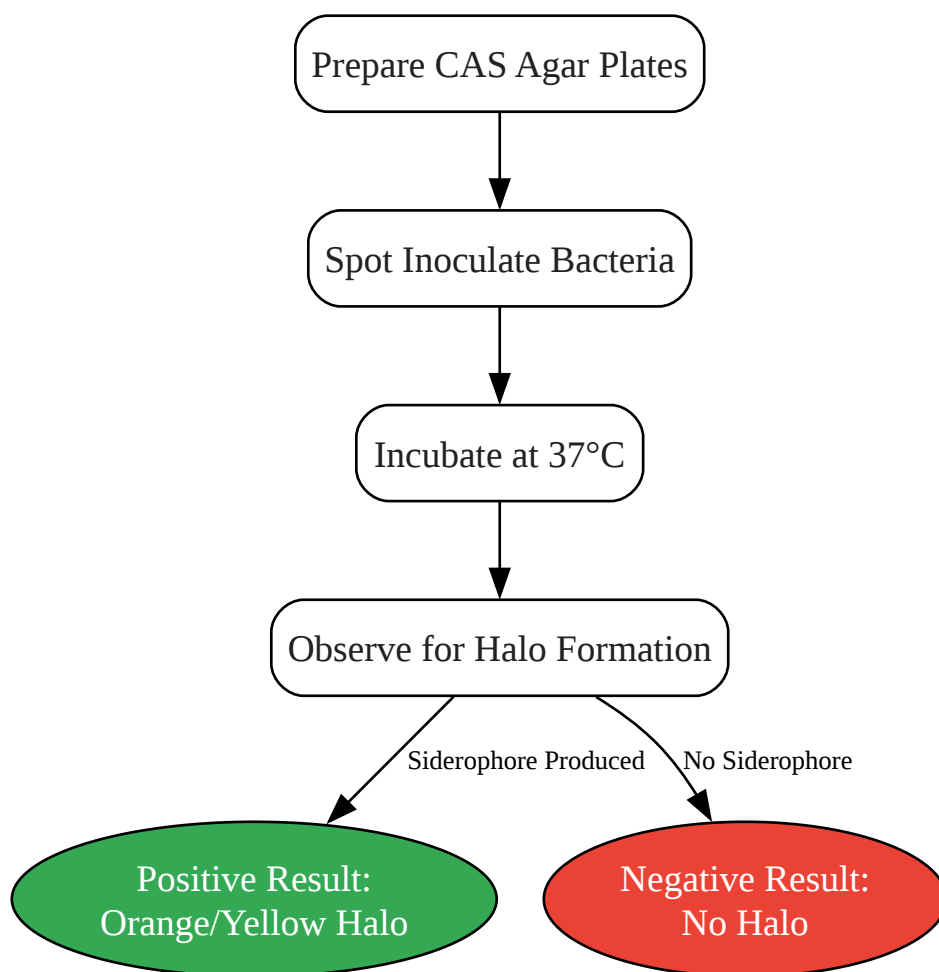 Prepare CAS Agar Plates
Spot Inoculate Bacteria
Incubate at 37°C
Observe for Halo Formation
Siderophore Produced
No Siderophore
Positive Result:
Orange/Yellow Halo
Negative Result:
No Halo